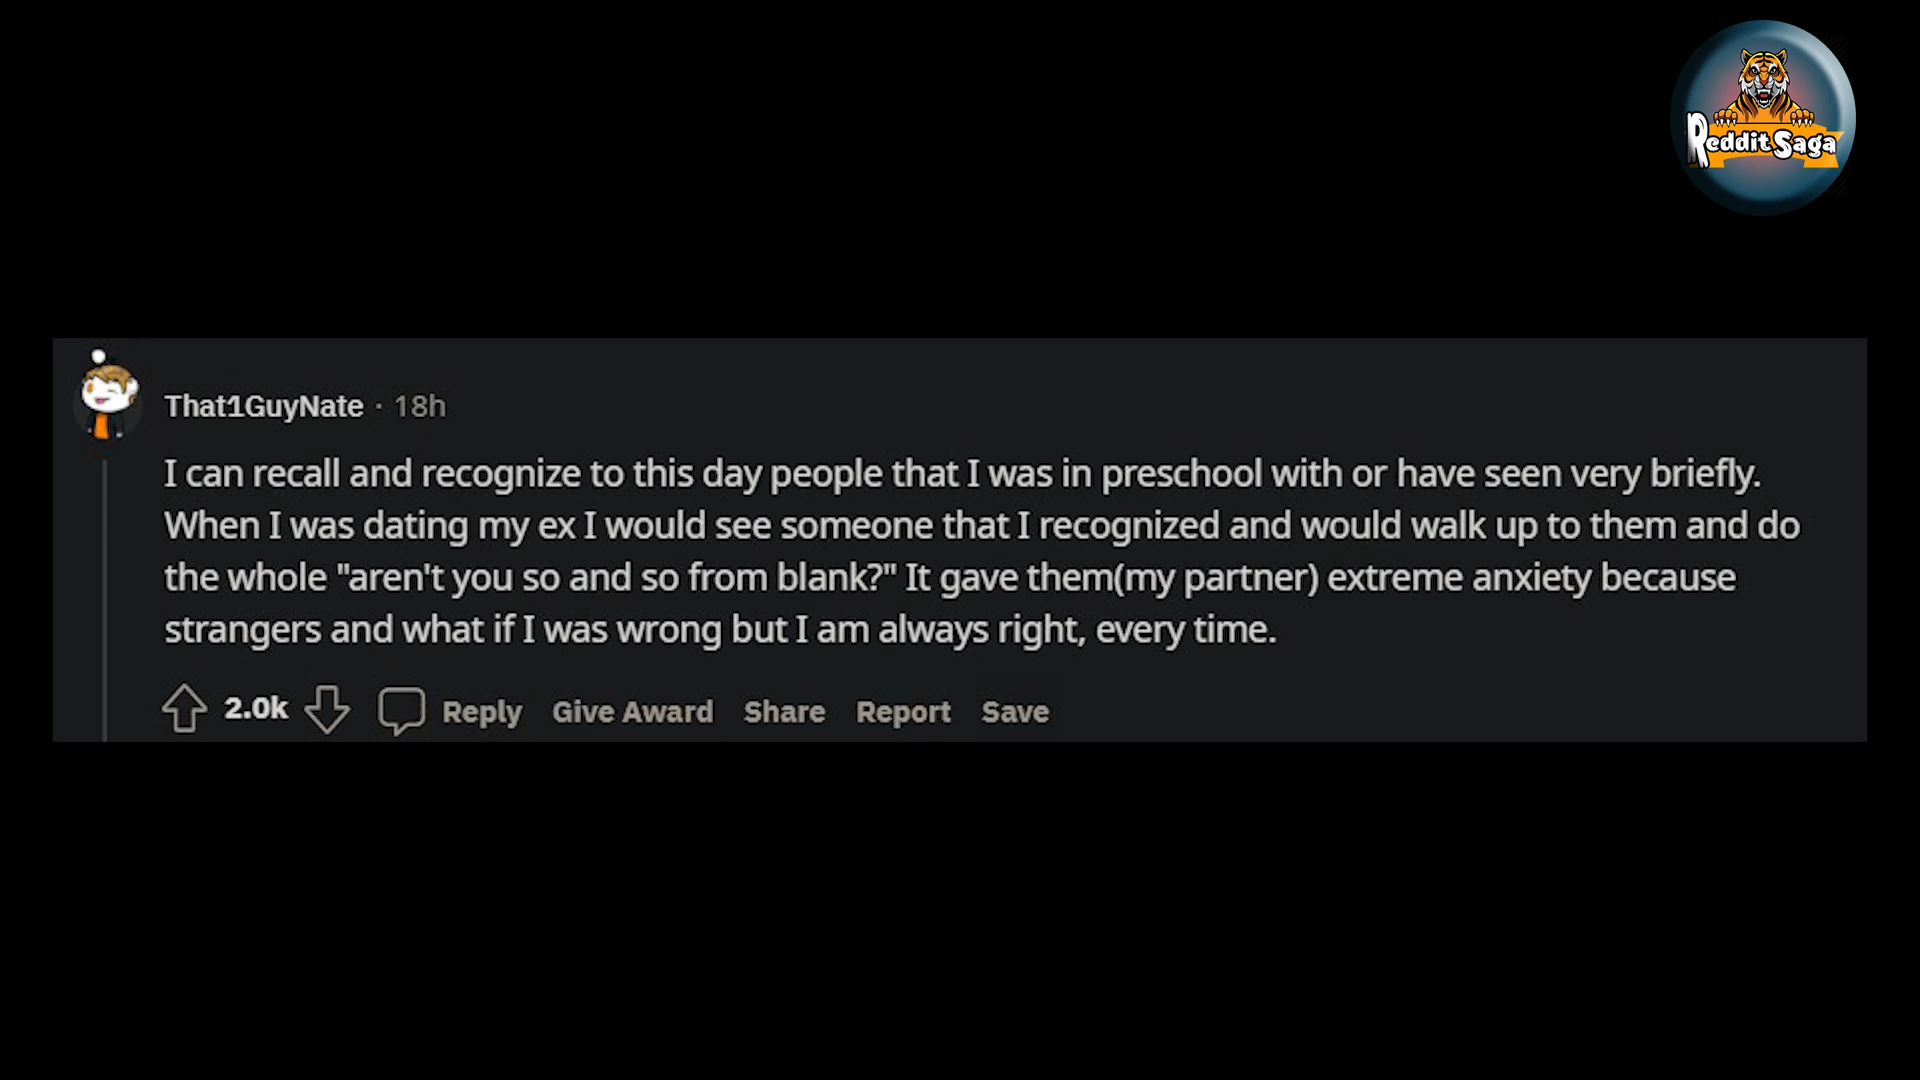 Reddit Saga
That1GuyNate · 18h
I can recall and recognize to this day people that I was in preschool with or have seen very briefly.
When I was dating my ex I would see someone that I recognized and would walk up to them and do
the whole "aren't you so and so from blank?" It gave them(my partner) extreme anxiety because
strangers and what if I was wrong but I am always right, every time.
2.0k Reply Give Award Share Report Save